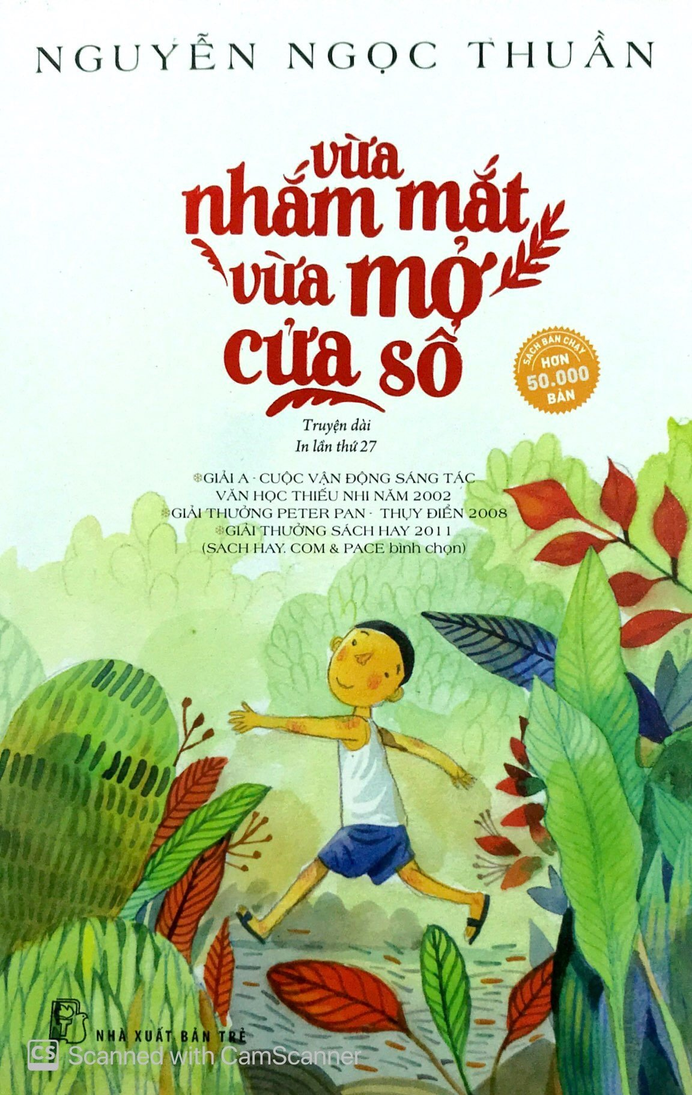 NGUYỄN NGỌC THUẦN
vừa
nhắm mắt
vừa mở
cửa sổ
SÁCH BÁN CHẠY
HƠN
50.000
BẢN
Truyện dài
In lần thứ 27
❄GIẢI A - CUỘC VẬN ĐỘNG SÁNG TÁC
VĂN HỌC THIẾU NHI NĂM 2002
❄GIẢI THƯỞNG PETER PAN - THỤY ĐIỂN 2008
❄GIẢI THƯỞNG SÁCH HAY 2011
(SACH HAY. COM & PACE bình chọn)
NHÀ XUẤT BẢN TRẺ
CS Scanned with CamScanner